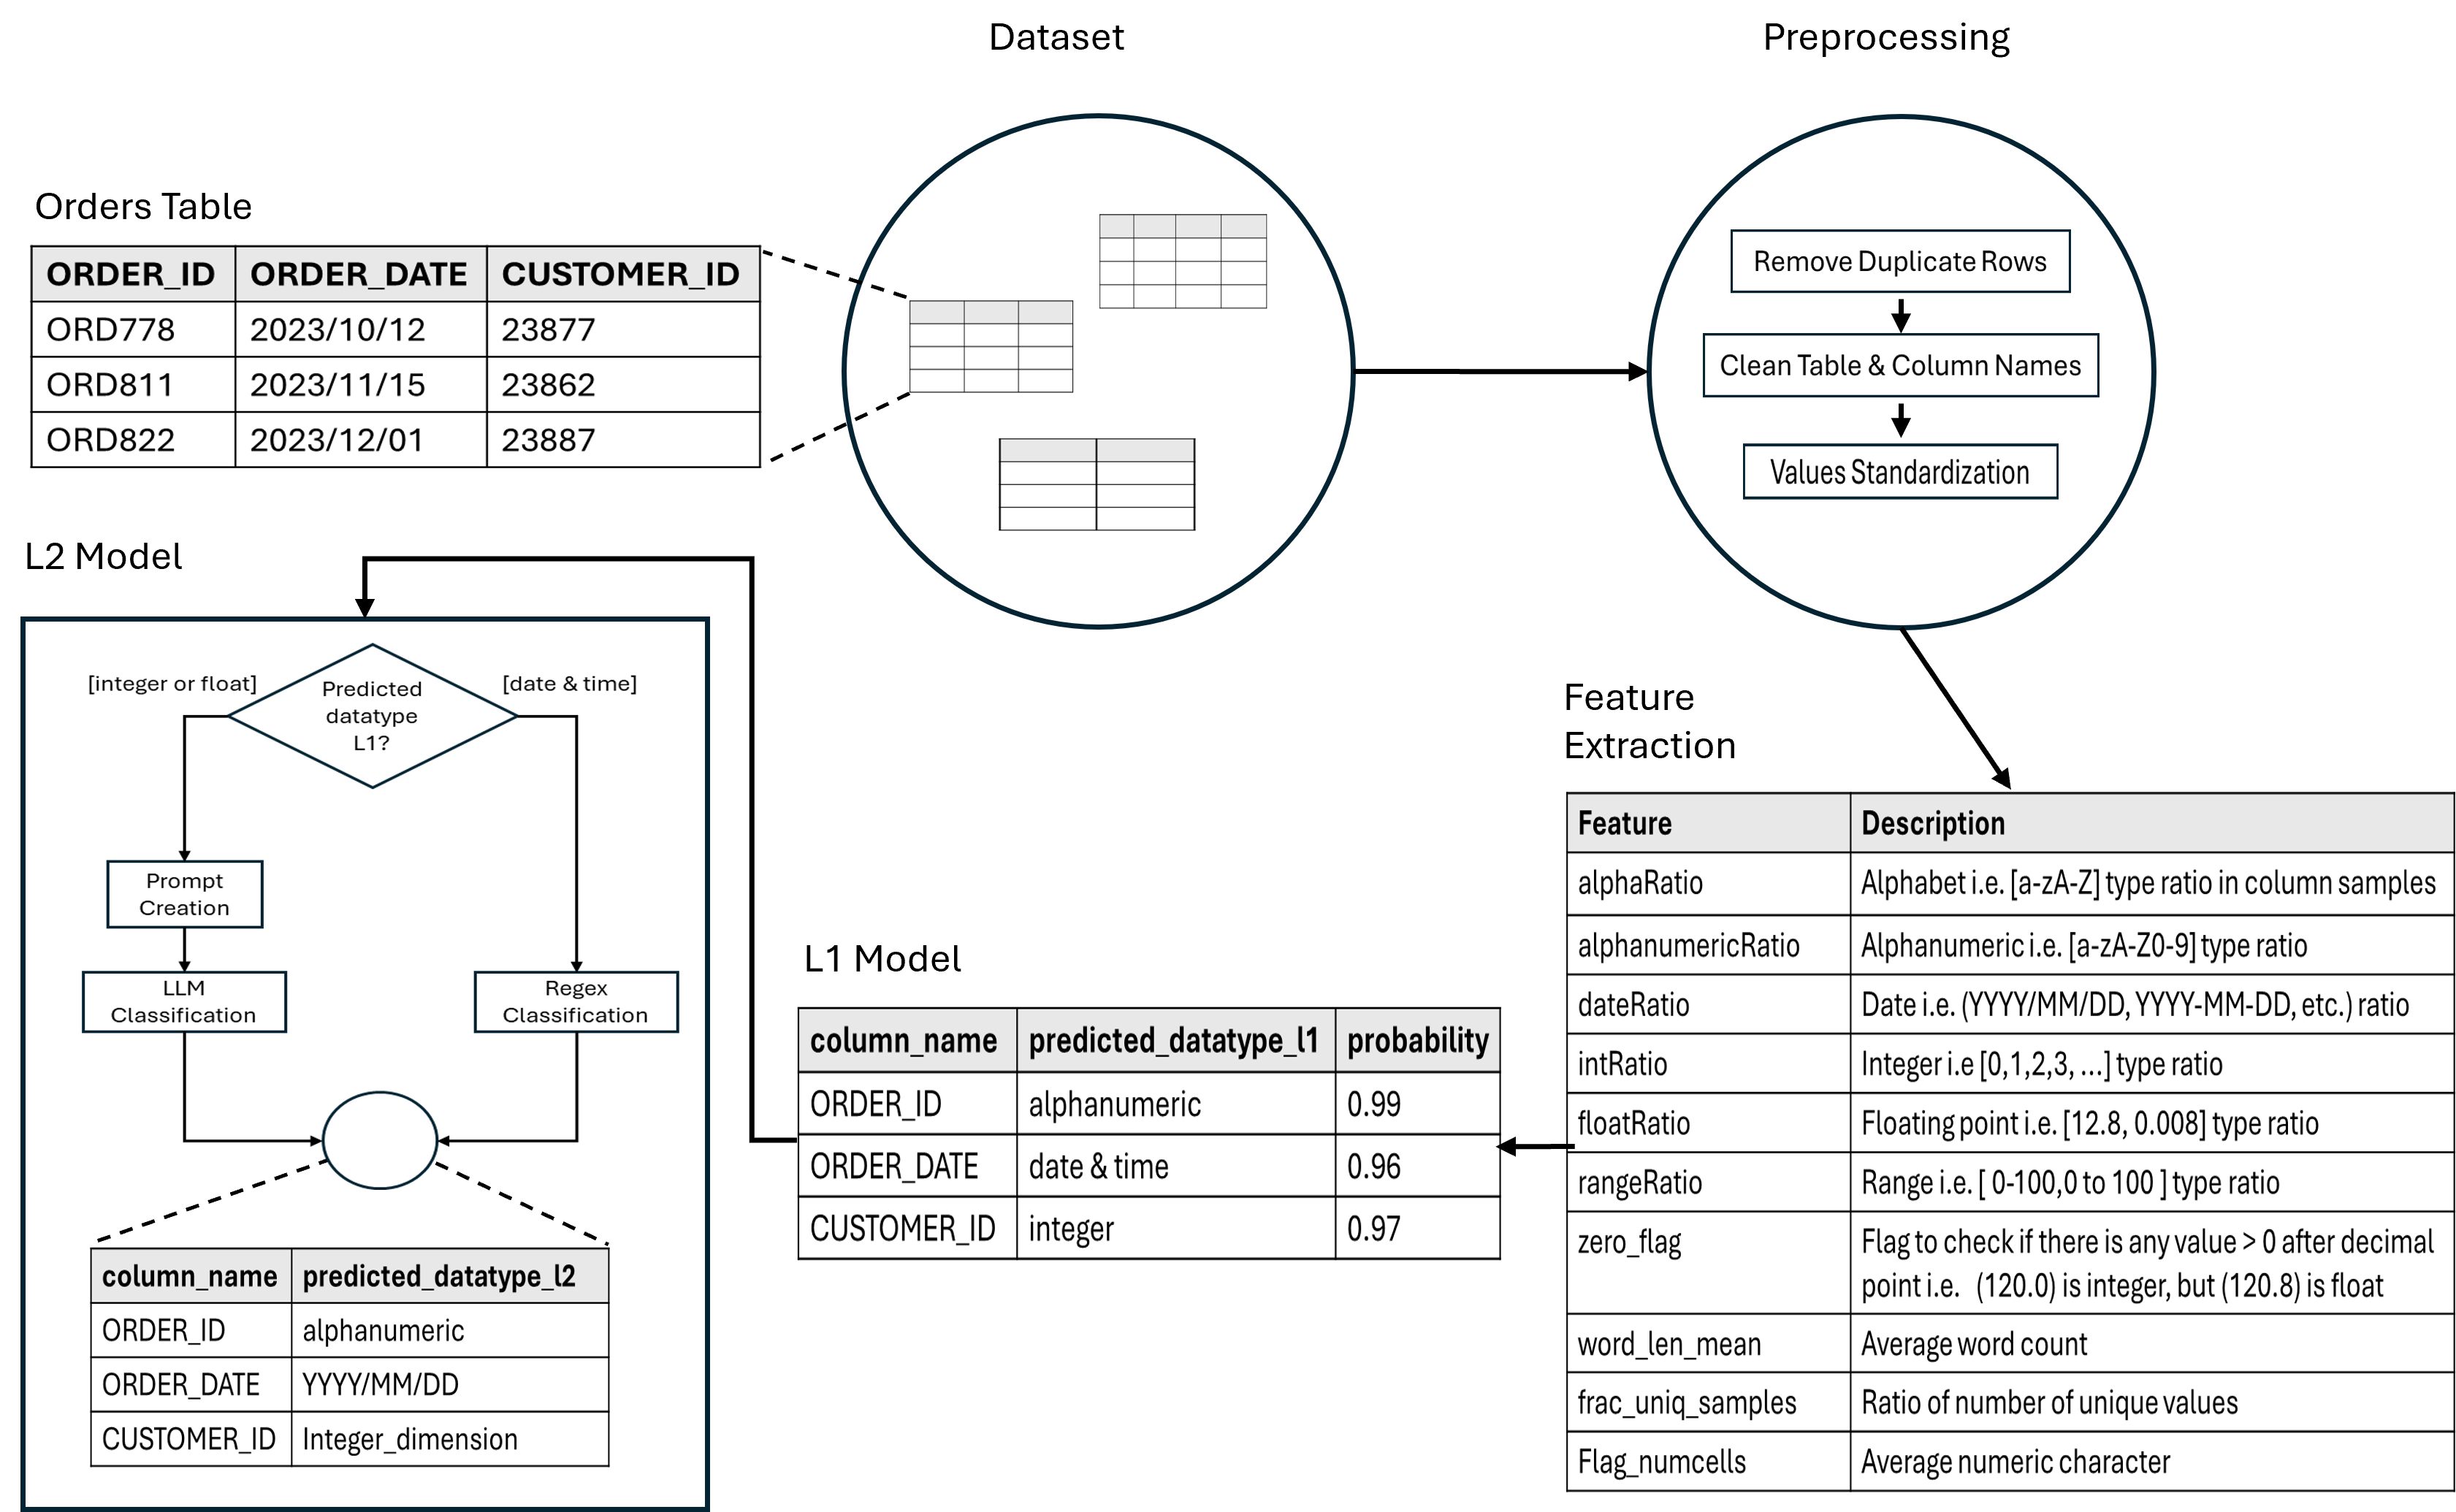 Dataset
Preprocessing
Orders Table
ORDER_ID ORDER_DATE CUSTOMER_ID
ORD778 2023/10/12 23877
ORD811 2023/11/15 23862
ORD822 2023/12/01 23887
Remove Duplicate Rows
Clean Table & Column Names
Values Standardization
L2 Model
[integer or float]
Predicted
datatype
L1?
[date & time]
Prompt
Creation
LLM
Classification
Regex
Classification
column_name predicted_datatype_l2
ORDER_ID alphanumeric
ORDER_DATE YYYY/MM/DD
CUSTOMER_ID Integer_dimension
L1 Model
column_name predicted_datatype_l1 probability
ORDER_ID alphanumeric 0.99
ORDER_DATE date & time 0.96
CUSTOMER_ID integer 0.97
Feature
Extraction
Feature Description
alphaRatio Alphabet i.e. [a-zA-Z] type ratio in column samples
alphanumericRatio Alphanumeric i.e. [a-zA-Z0-9] type ratio
dateRatio Date i.e. (YYYY/MM/DD, YYYY-MM-DD, etc.) ratio
intRatio Integer i.e [0,1,2,3, ...] type ratio
floatRatio Floating point i.e. [12.8, 0.008] type ratio
rangeRatio Range i.e. [ 0-100,0 to 100 ] type ratio
zero_flag Flag to check if there is any value > 0 after decimal
point i.e. (120.0) is integer, but (120.8) is float
word_len_mean Average word count
frac_uniq_samples Ratio of number of unique values
Flag_numcells Average numeric character